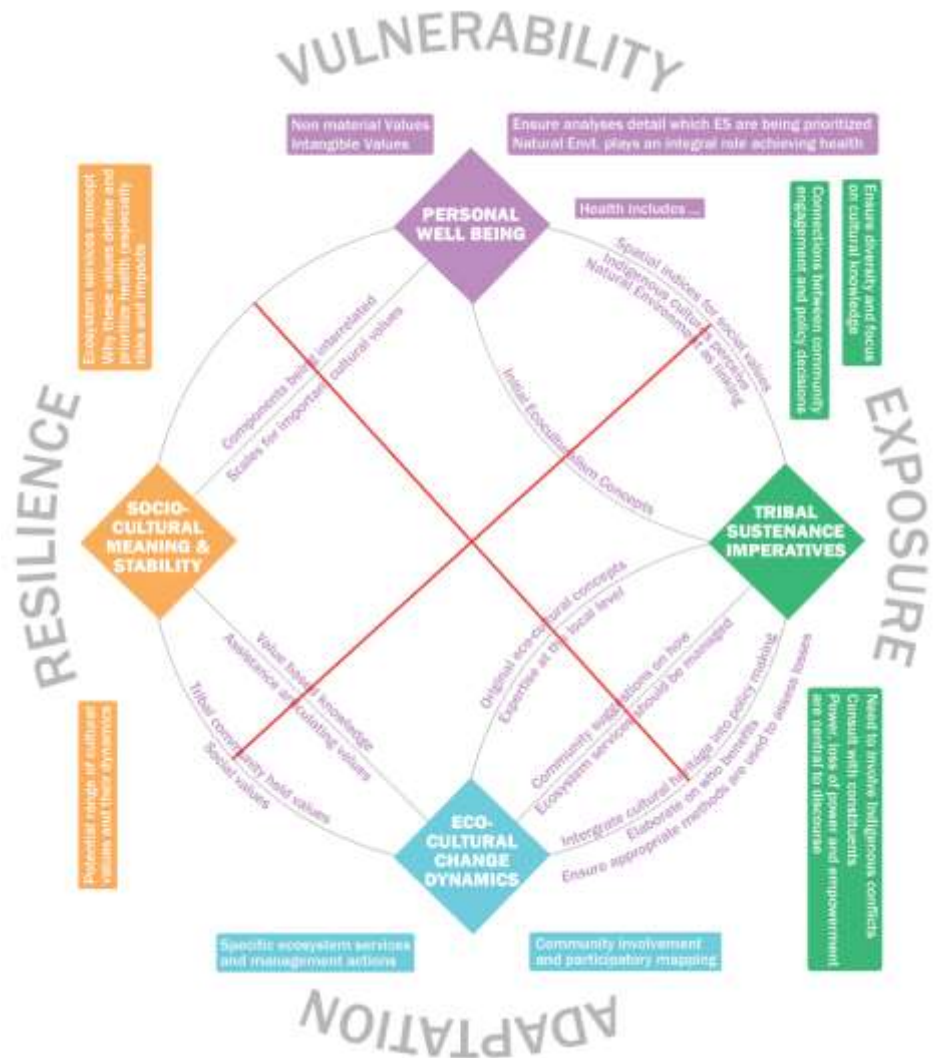 VULNERABILITY
Non material Values
Intangible Values
Ensure analyses detail which ES are being prioritized
Natural Envt. plays an integral role achieving health
PERSONAL
WELL BEING
Health includes ...
Ecosystem services concept
Why these values define and
prioritize health (especially
risks and impacts
Ensure diversity and focus
on cultural knowledge
Connections between community
engagement and policy decisions
Spatial indices for social values
Indigenous cultures perceive
Natural Environment as linking
Components being interrelated
Scales for important cultural values
Initial Ecoculturalism Concepts
RESILIENCE
EXPOSURE
SOCIO-
CULTURAL
MEANING &
STABILITY
TRIBAL
SUSTENANCE
IMPERATIVES
Original eco-cultural concepts
Expertise at the local level
Value based knowledge
Assistance articulating values
Tribal community held values
Social values
Community suggestions on how
Ecosystem services should be managed
Intergrate cultural heritage into policy making
Elaborate on who benefits
Ensure appropriate methods are used to assess losses
Potential range of cultural
values and their dynamics
Need to involve Indigenous conflicts
Consult with constituents
Power, loss of power and empowerment
are central to discourse
ECO-
CULTURAL
CHANGE
DYNAMICS
Specific ecosystem services
and management actions
Community involvement
and participatory mapping
ADAPTATION